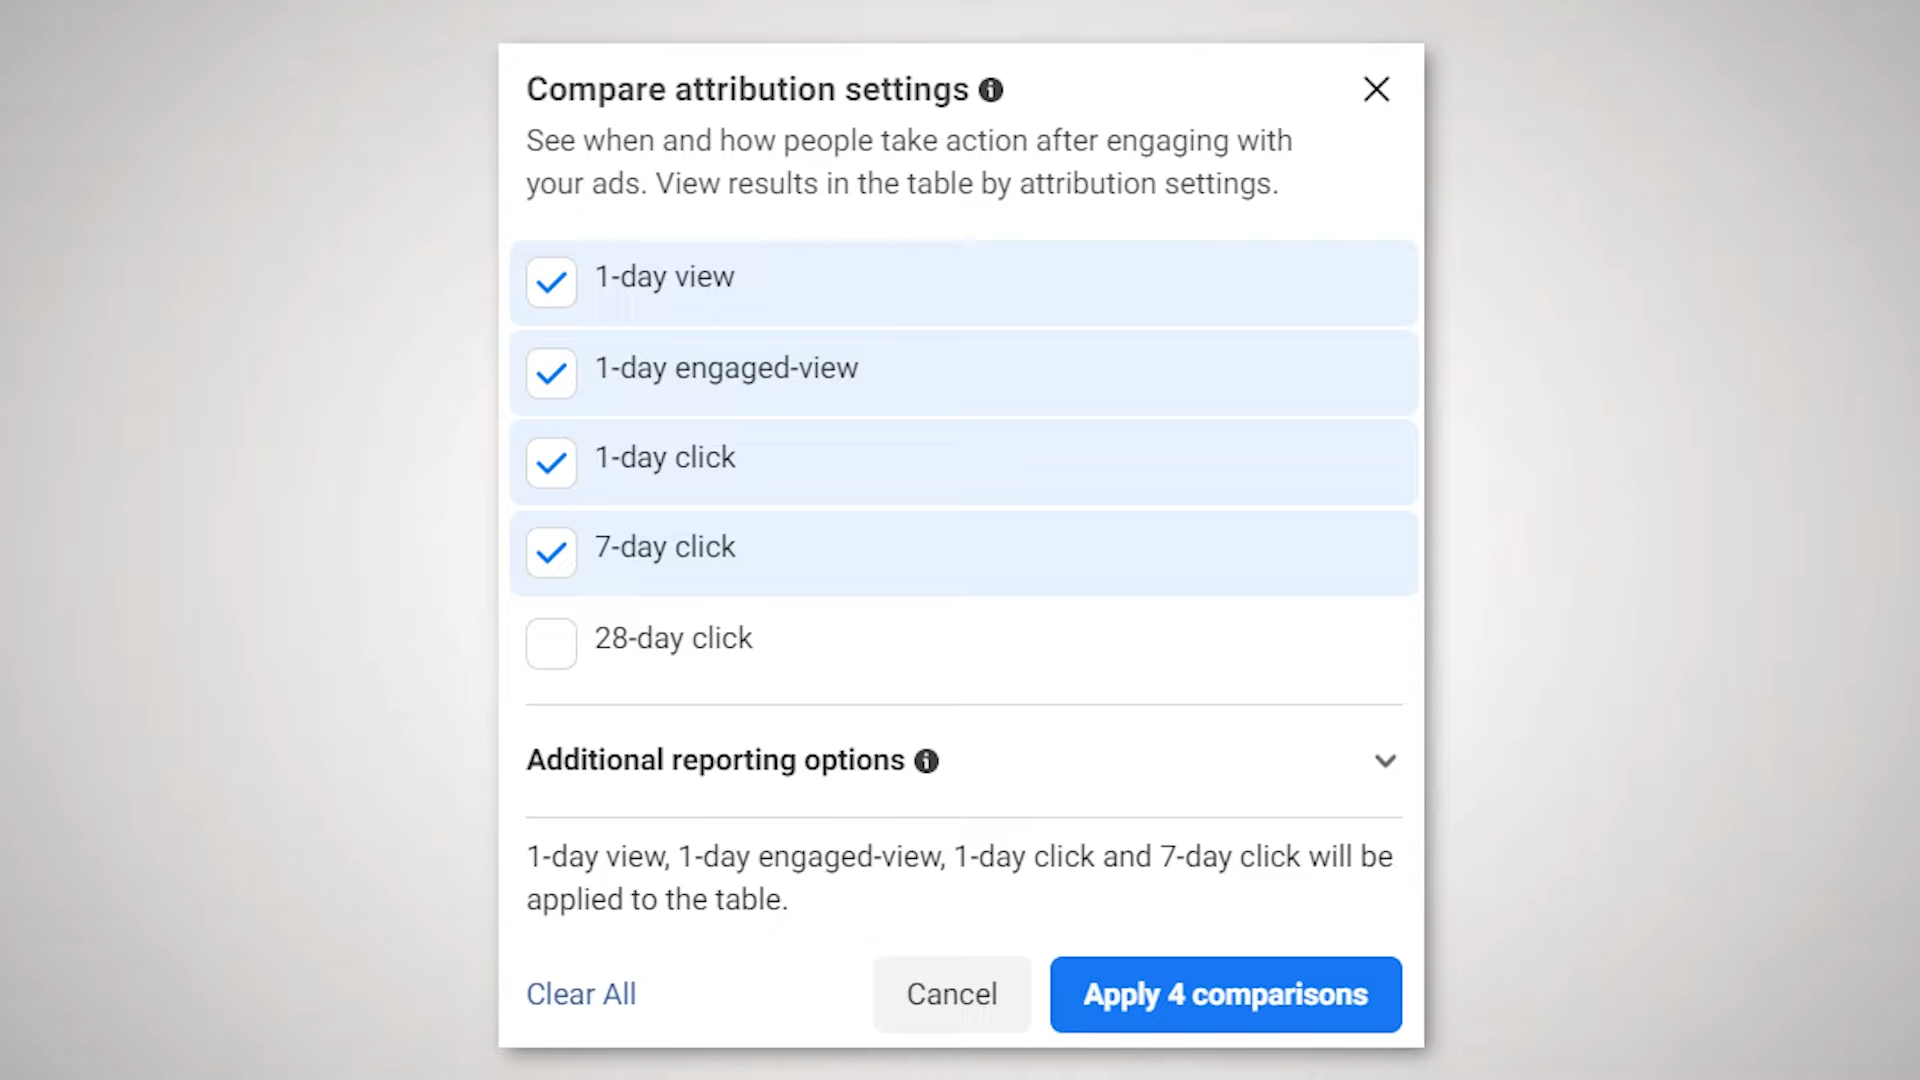 Compare attribution settings
See when and how people take action after engaging with
your ads. View results in the table by attribution settings.
1-day view
1-day engaged-view
1-day click
7-day click
28-day click
Additional reporting options
1-day view, 1-day engaged-view, 1-day click and 7-day click will be
applied to the table.
Clear All
Cancel
Apply 4 comparisons